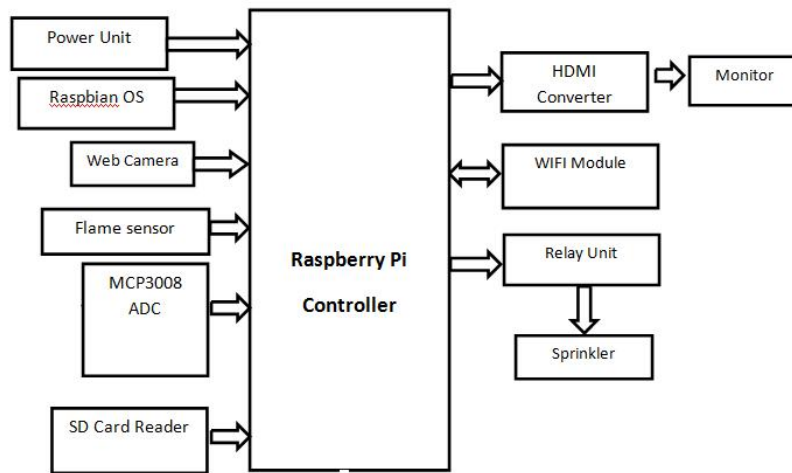 Power Unit
Raspbian OS
Web Camera
Flame sensor
MCP3008
ADC
SD Card Reader
Raspberry Pi
Controller
HDMI
Converter
Monitor
WIFI Module
Relay Unit
Sprinkler